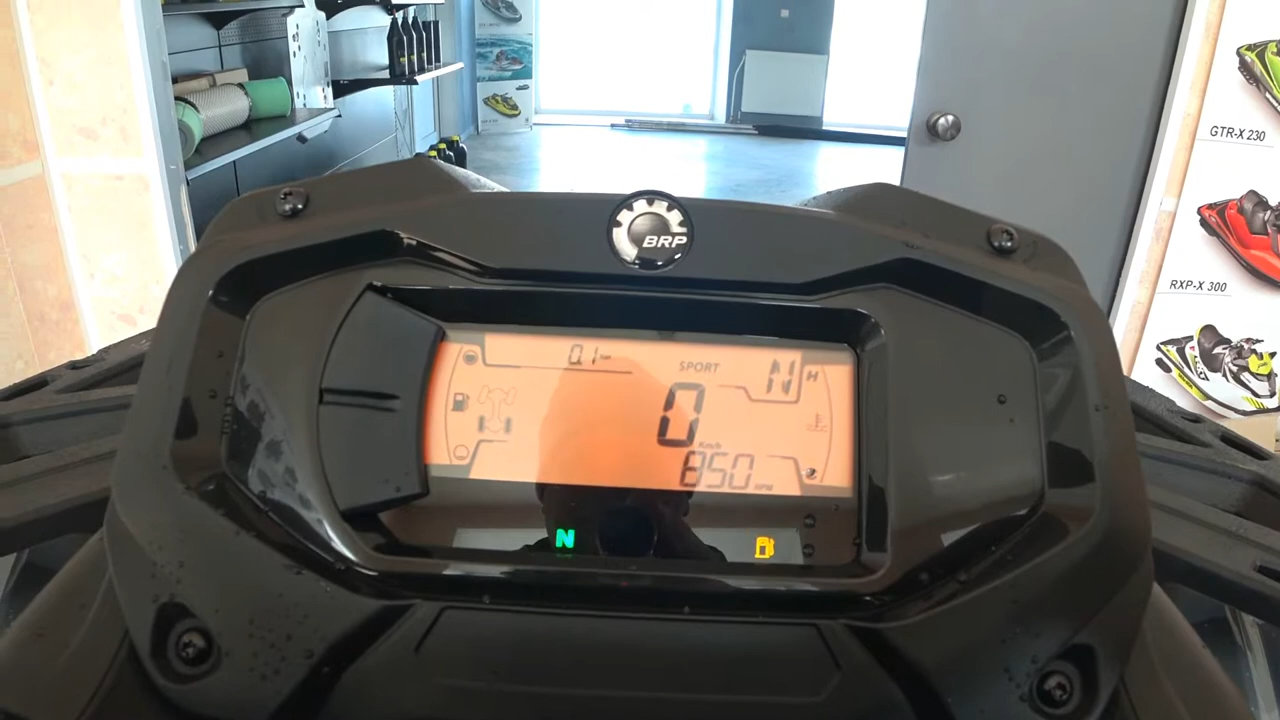 GTR-X 230
BRP
RXP-X 300
0.1
SPORT
N
H
0
Km/h
850
RPM
N